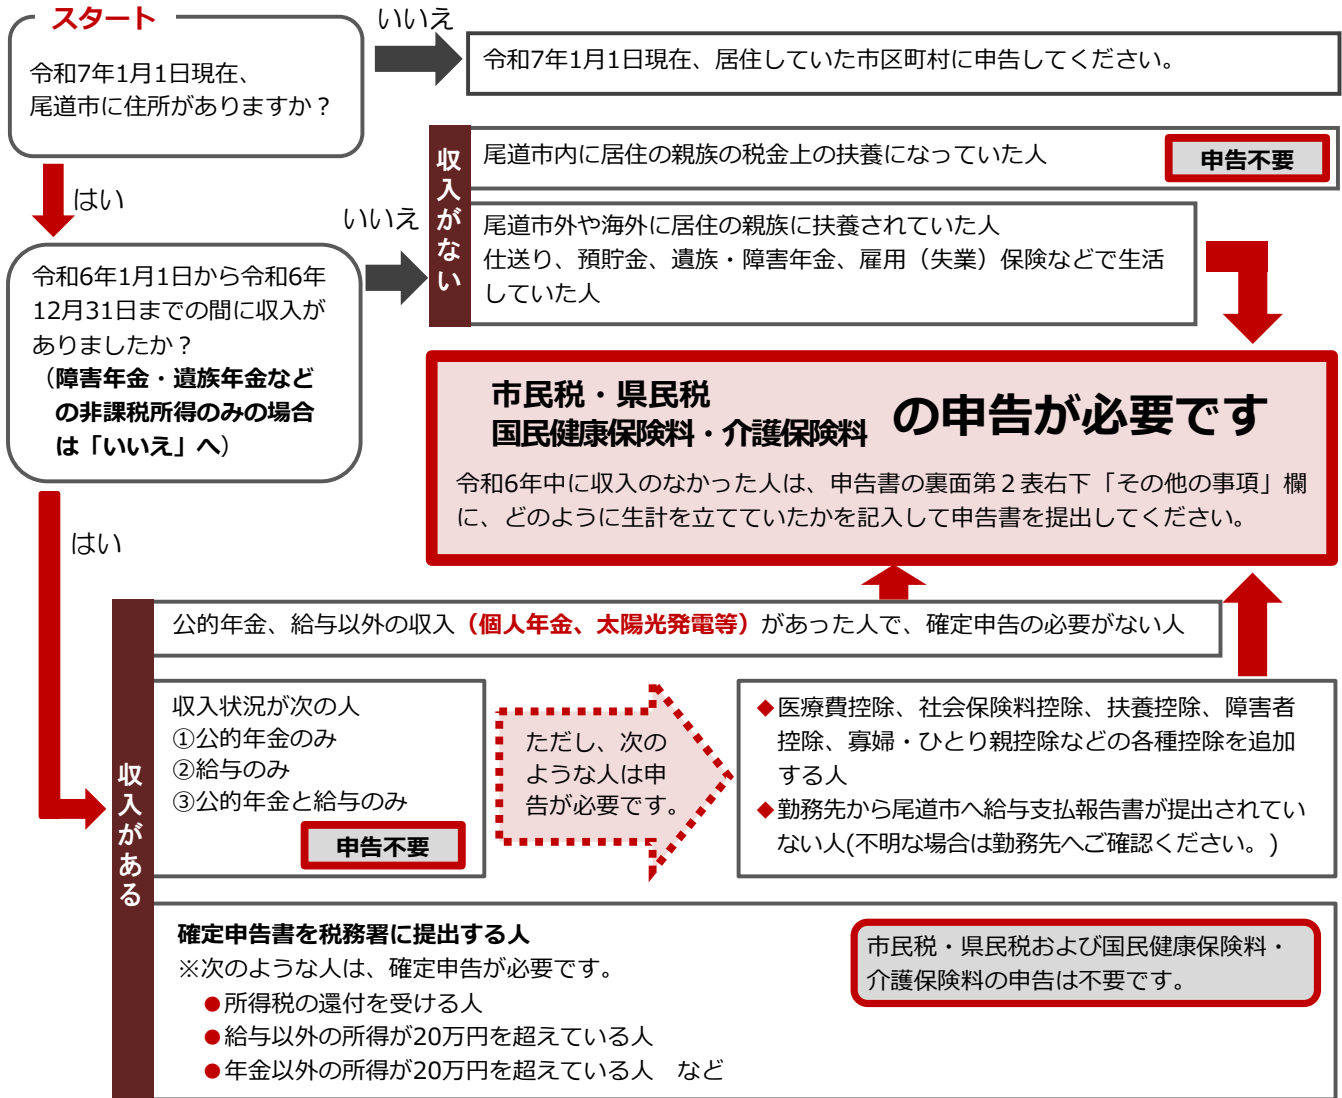 スタート
令和7年1月1日現在、
尾道市に住所がありますか？
いいえ
令和7年1月1日現在、居住していた市区町村に申告してください。
はい
令和6年1月1日から令和6年
12月31日までの間に収入が
ありましたか？
（障害年金・遺族年金など
の非課税所得のみの場合
は「いいえ」へ）
いいえ
収入がない
尾道市内に居住の親族の税金上の扶養になっていた人
申告不要
尾道市外や海外に居住の親族に扶養されていた人
仕送り、預貯金、遺族・障害年金、雇用（失業）保険などで生活
していた人
市民税・県民税
国民健康保険料・介護保険料
の申告が必要です
令和6年中に収入のなかった人は、申告書の裏面第２表右下「その他の事項」欄
に、どのように生計を立てていたかを記入して申告書を提出してください。
はい
収入がある
公的年金、給与以外の収入（個人年金、太陽光発電等）があった人で、確定申告の必要がない人
収入状況が次の人
①公的年金のみ
②給与のみ
③公的年金と給与のみ
申告不要
ただし、次の
ような人は申
告が必要です。
◆医療費控除、社会保険料控除、扶養控除、障害者
控除、寡婦・ひとり親控除などの各種控除を追加
する人
◆勤務先から尾道市へ給与支払報告書が提出されてい
ない人(不明な場合は勤務先へご確認ください。)
確定申告書を税務署に提出する人
※次のような人は、確定申告が必要です。
●所得税の還付を受ける人
●給与以外の所得が20万円を超えている人
●年金以外の所得が20万円を超えている人　など
市民税・県民税および国民健康保険料・
介護保険料の申告は不要です。